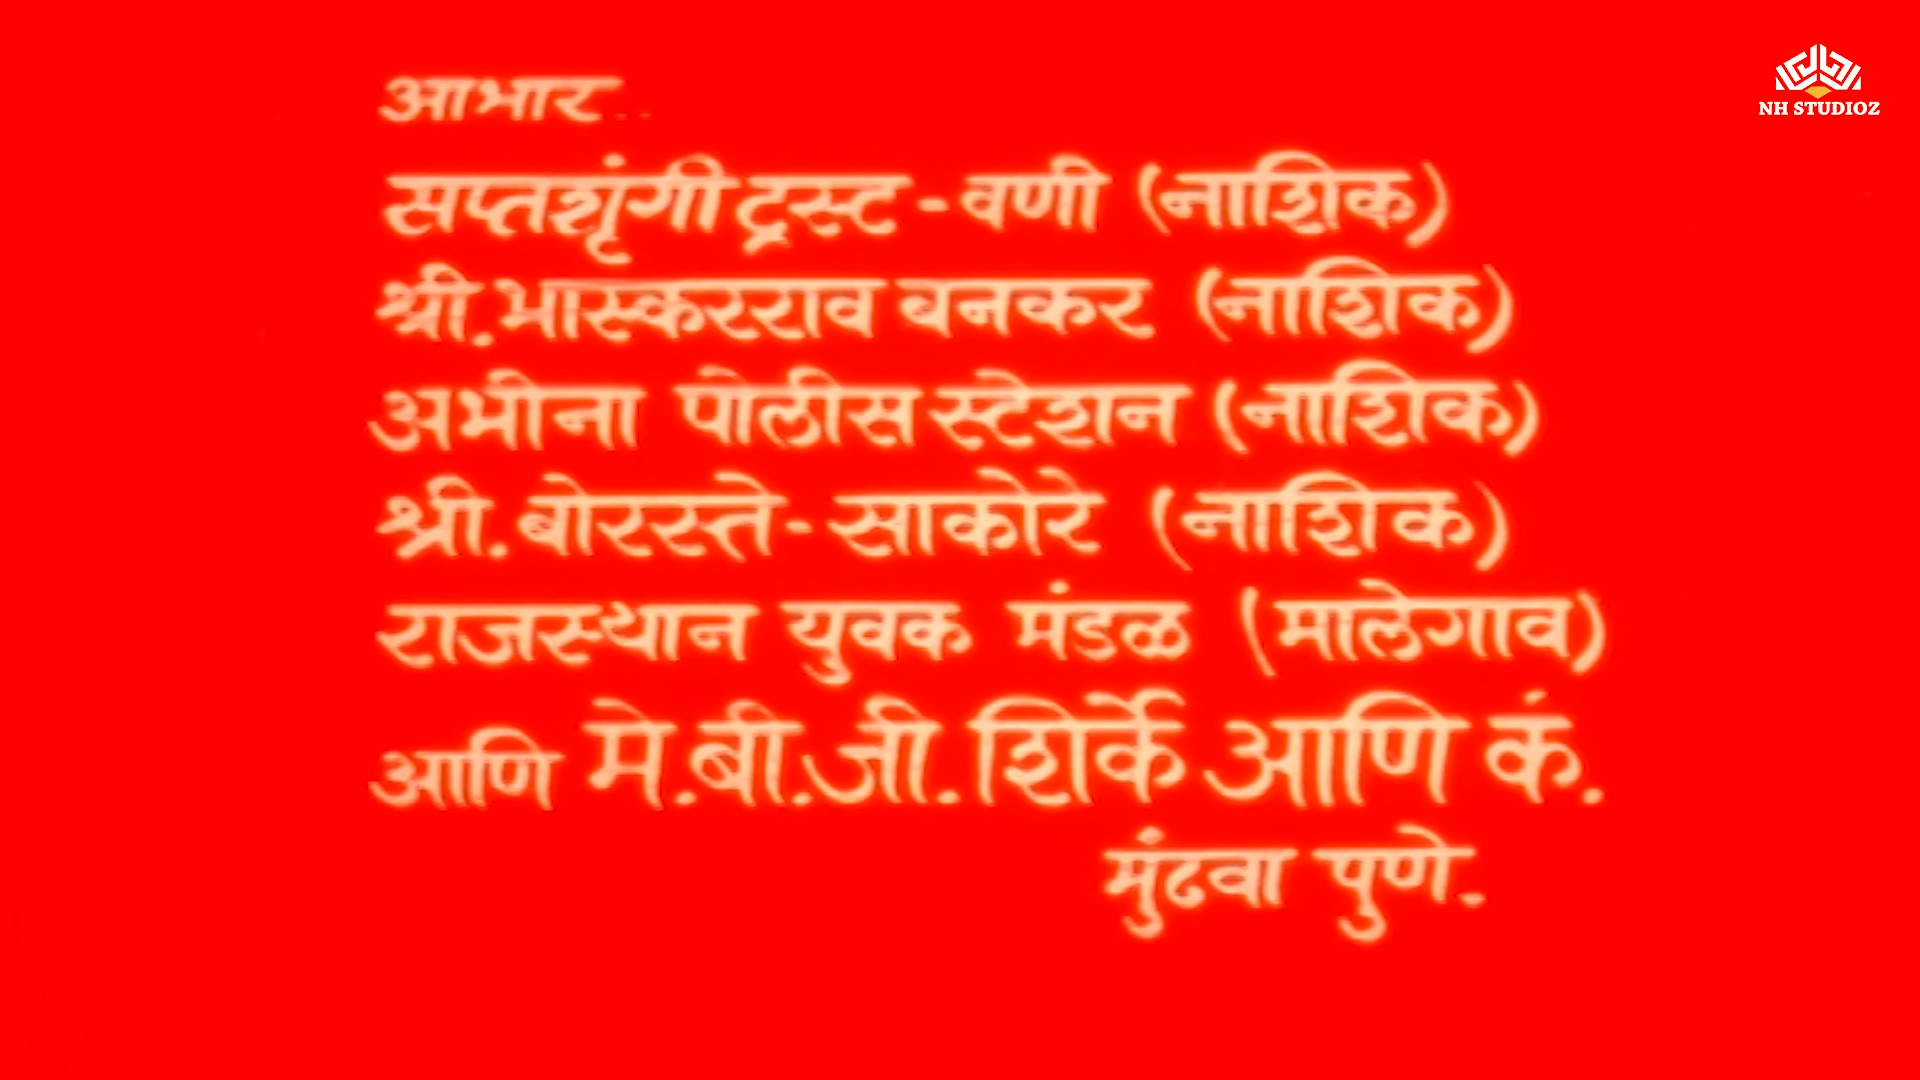 आभार..
सप्तशृंगी ट्रस्ट - वणी (नाशिक)
श्री. भास्करराव बनकर (नाशिक)
अभीना पोलीस स्टेशन (नाशिक)
श्री. बोरस्ते - साकोरे (नाशिक)
राजस्थान युवक मंडळ (मालेगाव)
आणि मे. बी. जी. शिर्के आणि कं.
मुंढवा पुणे.
NH STUDIOZ